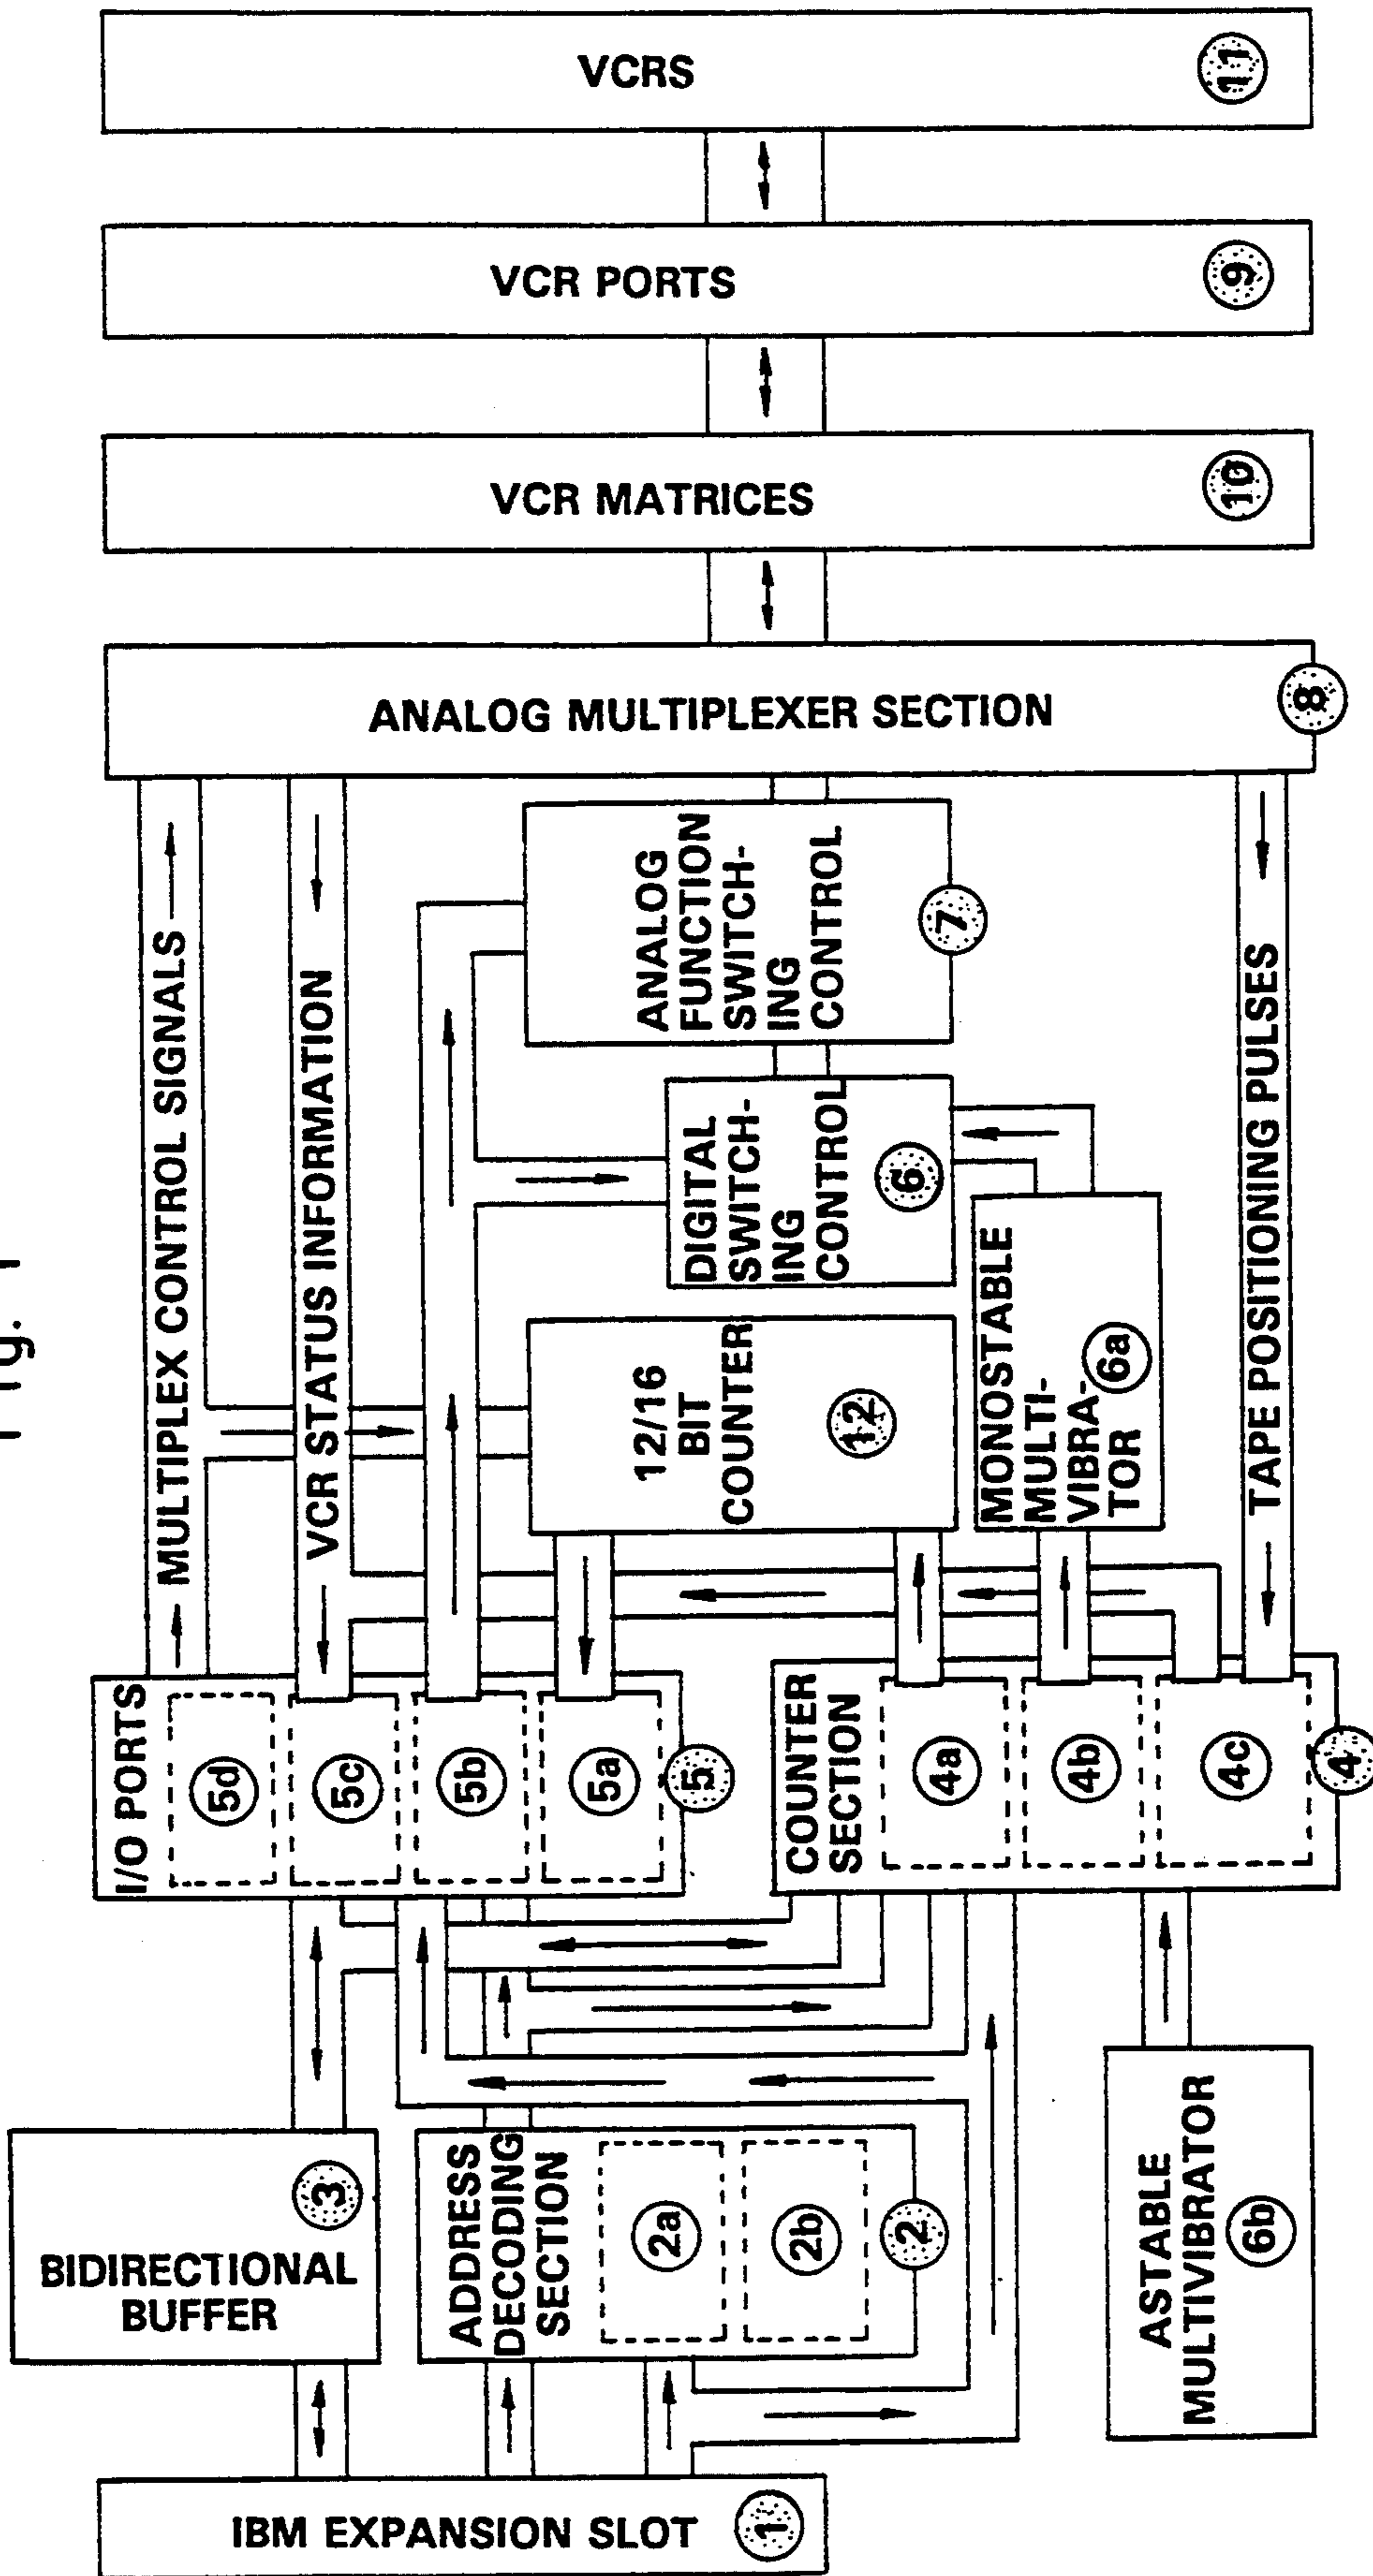 Fig. 1
IBM EXPANSION SLOT
1
BIDIRECTIONAL
BUFFER
3
ADDRESS
DECODING
SECTION
2a
2b
2
ASTABLE
MULTIVIBRATOR
6b
I/O PORTS
5d
5c
5b
5a
5
COUNTER
SECTION
4a
4b
4c
4
MULTIPLEX CONTROL SIGNALS
VCR STATUS INFORMATION
12/16
BIT
COUNTER
12
MONOSTABLE
MULTI-
VIBRA-
TOR
6a
DIGITAL
SWITCH-
ING
CONTROL
6
ANALOG
FUNCTION
SWITCH-
ING
CONTROL
7
TAPE POSITIONING PULSES
ANALOG MULTIPLEXER SECTION
8
VCR MATRICES
10
VCR PORTS
9
VCRS
11